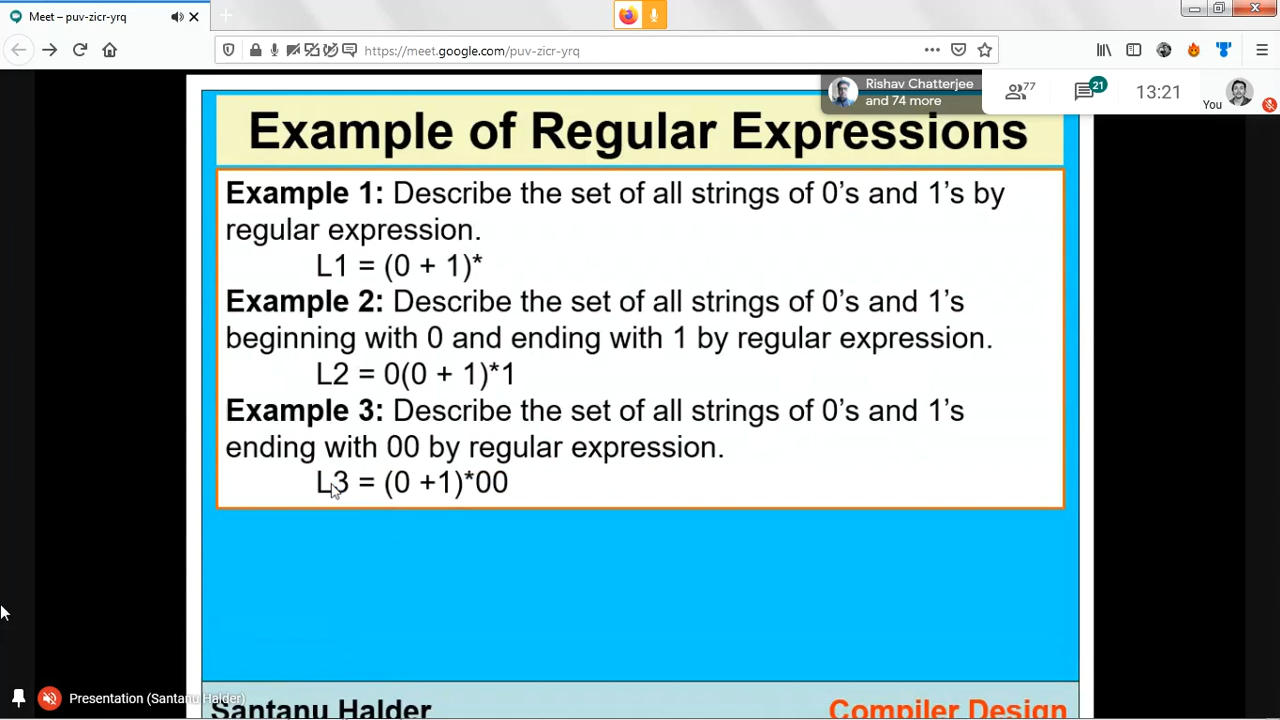 Meet – puv-zicr-yrq
https://meet.google.com/puv-zicr-yrq
Rishav Chatterjee
and 74 more
77
21
13:21
You
Example of Regular Expressions
Example 1: Describe the set of all strings of 0’s and 1’s by
regular expression.
L1 = (0 + 1)*
Example 2: Describe the set of all strings of 0’s and 1’s
beginning with 0 and ending with 1 by regular expression.
L2 = 0(0 + 1)*1
Example 3: Describe the set of all strings of 0’s and 1’s
ending with 00 by regular expression.
L3 = (0 +1)*00
Presentation (Santanu Halder)
Santanu Halder
Compiler Design